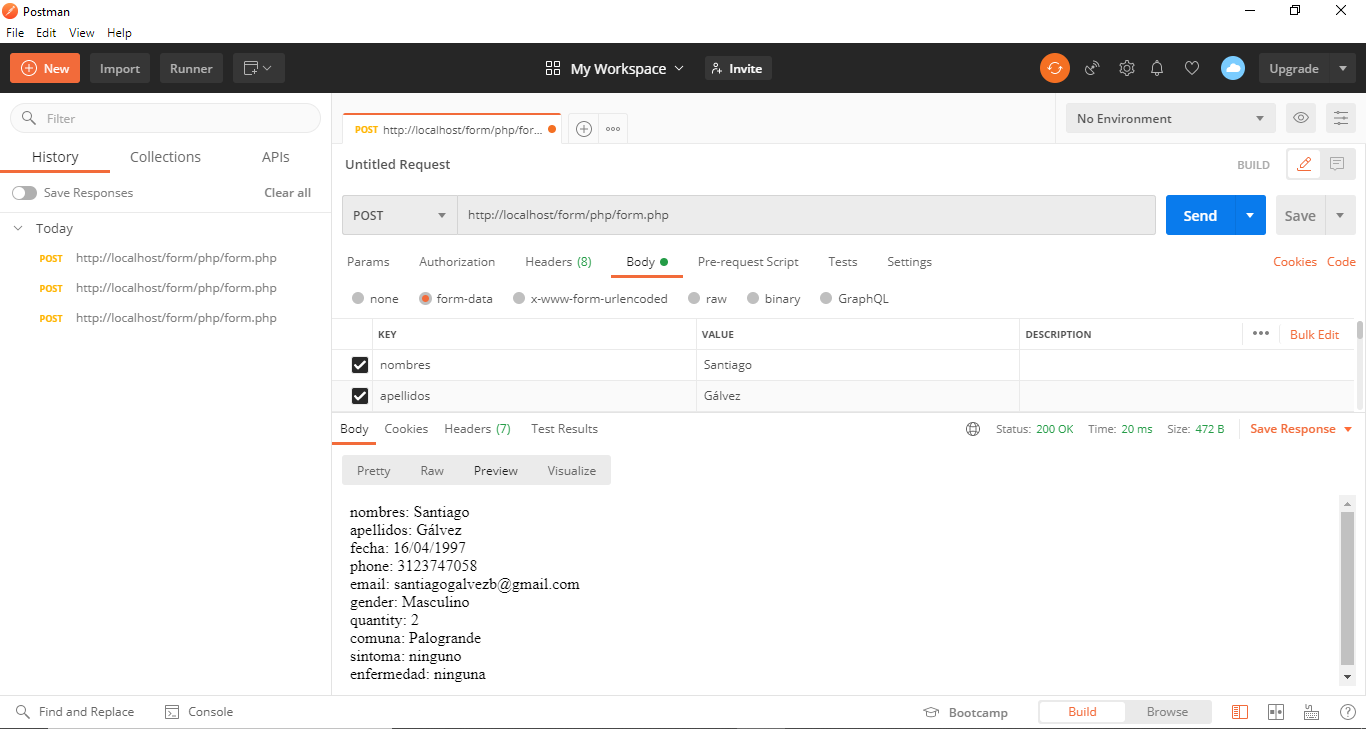 Postman
File Edit View Help
New Import Runner My Workspace Invite Upgrade
Filter
History Collections APIs
Save Responses Clear all
Today
POST http://localhost/form/php/form.php
POST http://localhost/form/php/form.php
POST http://localhost/form/php/form.php
POST http://localhost/form/php/for... No Environment
Untitled Request BUILD
POST http://localhost/form/php/form.php Send Save
Params Authorization Headers (8) Body Pre-request Script Tests Settings Cookies Code
none form-data x-www-form-urlencoded raw binary GraphQL
KEY VALUE DESCRIPTION Bulk Edit
nombres Santiago
apellidos Gálvez
Body Cookies Headers (7) Test Results Status: 200 OK Time: 20 ms Size: 472 B Save Response
Pretty Raw Preview Visualize
nombres: Santiago
apellidos: Gálvez
fecha: 16/04/1997
phone: 3123747058
email: santiagogalvezb@gmail.com
gender: Masculino
quantity: 2
comuna: Palogrande
sintoma: ninguno
enfermedad: ninguna
Find and Replace Console Bootcamp Build Browse